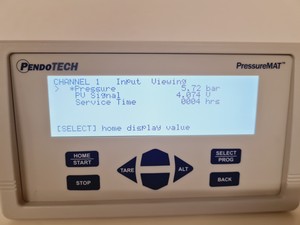 PENDOTECH
PressureMAT™
CHANNEL 1 Input Viewing
> *Pressure 5,72 bar
PV Signal 4,074 V
Service Time 0004 hrs
[SELECT] home display value
HOME START
SELECT PROG
TARE
ALT
STOP
BACK